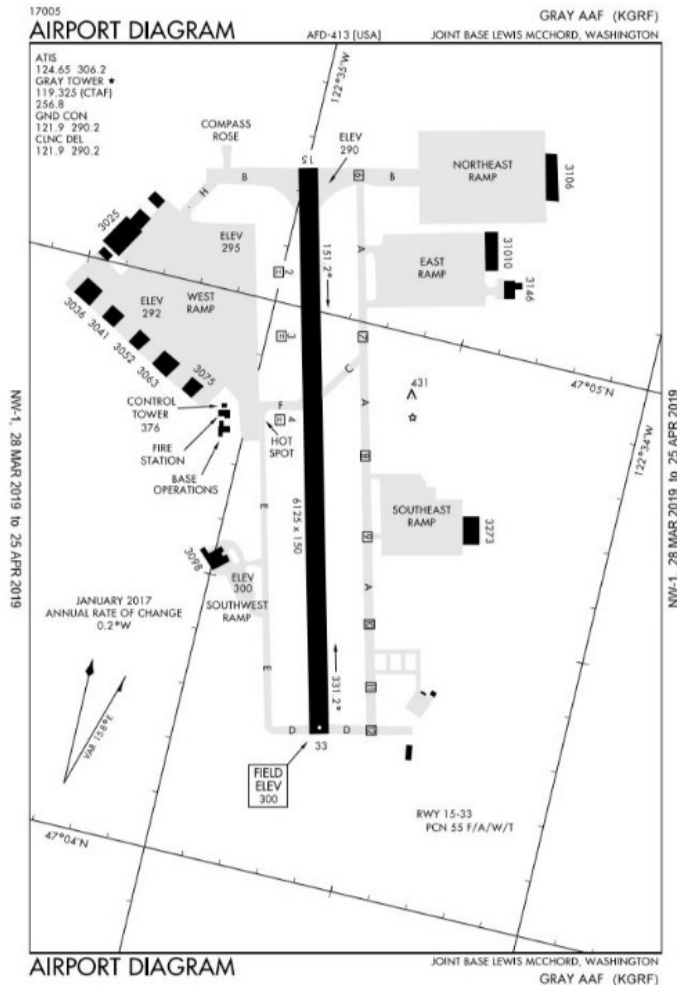 17005
AIRPORT DIAGRAM
AFD-413 [USA]
GRAY AAF (KGRF)
JOINT BASE LEWIS MCCHORD, WASHINGTON
ATIS
124.65 306.2
GRAY TOWER ★
119.325 (CTAF)
256.8
GND CON
121.9 290.2
CLNC DEL
121.9 290.2
122°35'W
COMPASS
ROSE
15
ELEV
290
B
6
B
NORTHEAST
RAMP
3106
H
3025
ELEV
295
H 2
151.2°
A
EAST
RAMP
31010
3146
ELEV
292
WEST
RAMP
3036
3041
3052
3063
3075
H 3
7
C
47°05'N
CONTROL
TOWER
376
F
H 4
HOT
SPOT
A
431
FIRE
STATION
BASE
OPERATIONS
8
122°34'W
E
6125 x 150
SOUTHEAST
RAMP
3273
9
3098
ELEV
300
SOUTHWEST
RAMP
A
10
JANUARY 2017
ANNUAL RATE OF CHANGE
0.2°W
E
331.2°
11
VAR 15.8°E
D
D
12
33
FIELD
ELEV
300
RWY 15-33
PCN 55 F/A/W/T
47°04'N
NW-1, 28 MAR 2019 to 25 APR 2019
NW-1, 28 MAR 2019 to 25 APR 2019
AIRPORT DIAGRAM
JOINT BASE LEWIS MCCHORD, WASHINGTON
GRAY AAF (KGRF)